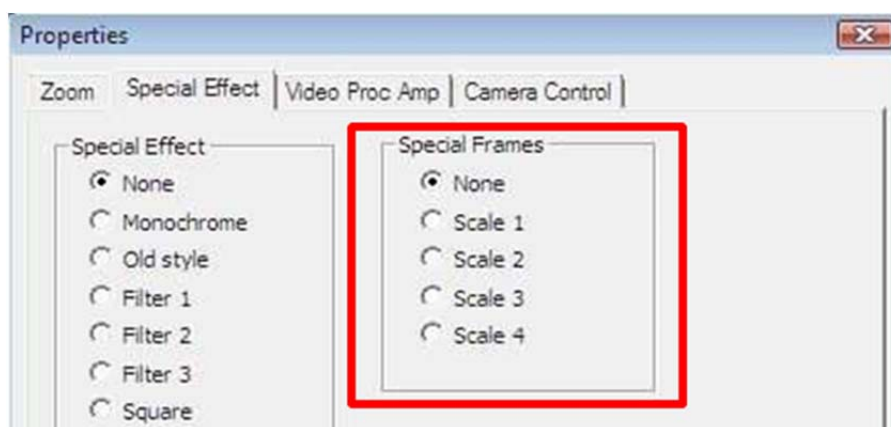 Properties
Zoom Special Effect Video Proc Amp Camera Control
Special Effect
None
Monochrome
Old style
Filter 1
Filter 2
Filter 3
Square
Special Frames
None
Scale 1
Scale 2
Scale 3
Scale 4